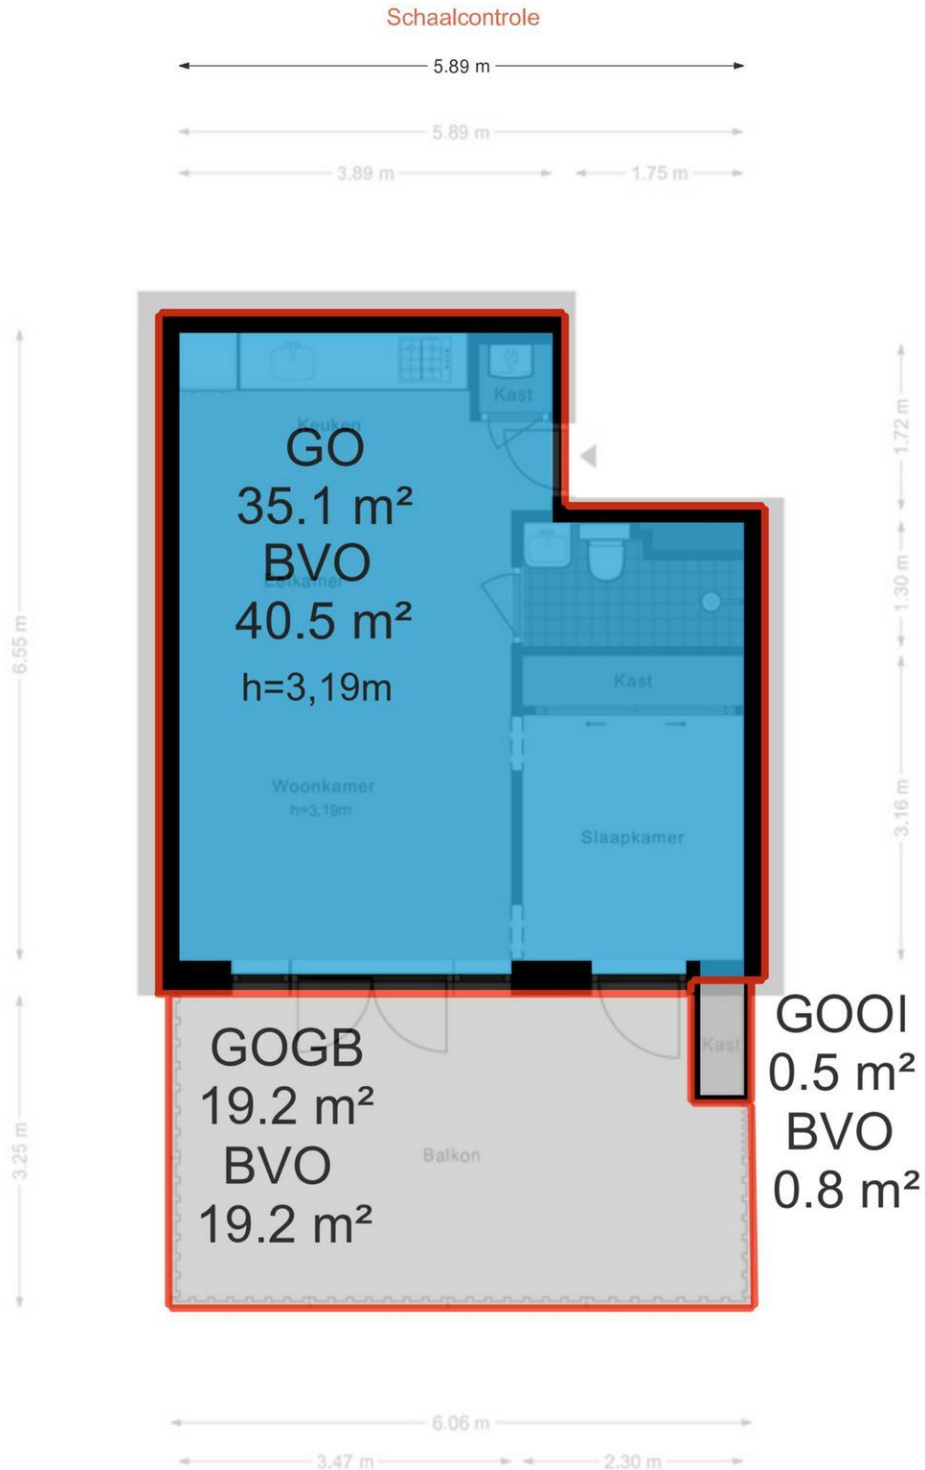 Schaalcontrole
5.89 m
5.89 m
3.89 m
1.75 m
Kast
Keuken
GO
35.1 m²
BVO
Eetkamer
40.5 m²
h=3,19m
1.72 m
1.30 m
6.55 m
Kast
Woonkamer
h=3,19m
3.16 m
Slaapkamer
GOGB
19.2 m²
BVO
19.2 m²
Kast
GOOI
0.5 m²
BVO
0.8 m²
3.25 m
Balkon
6.06 m
3.47 m
2.30 m